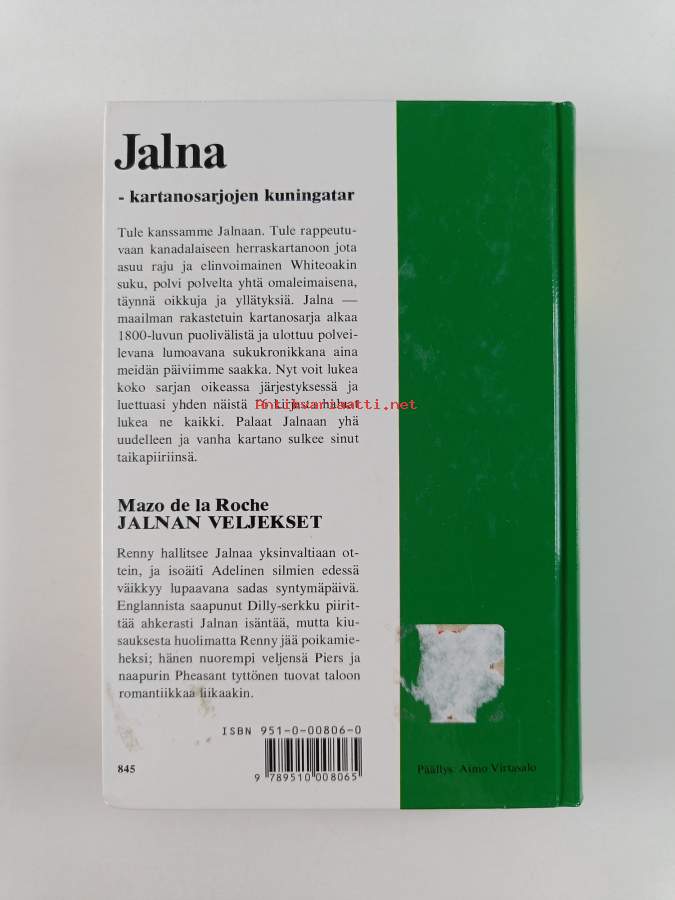 Jalna
- kartanosarjojen kuningatar
Tule kanssamme Jalnaan. Tule rappeutu-
vaan kanadalaiseen herraskartanoon jota
asuu raju ja elinvoimainen Whiteoakin
suku, polvi polvelta yhtä omaleimaisena,
täynnä oikkuja ja yllätyksiä. Jalna —
maailman rakastetuin kartanosarja alkaa
1800-luvun puolivälistä ja ulottuu polvei-
levana lumoavana sukukronikkana aina
meidän päiviimme saakka. Nyt voit lukea
koko sarjan oikeassa järjestyksessä ja
luettuasi yhden näistä 16 kirjasta haluat
Antikvariaatti.net
lukea ne kaikki. Palaat Jalnaan yhä
uudelleen ja vanha kartano sulkee sinut
taikapiiriinsä.
Mazo de la Roche
JALNAN VELJEKSET
Renny hallitsee Jalnaa yksinvaltiaan ot-
tein, ja isoäiti Adelinen silmien edessä
väikkyy lupaavana sadas syntymäpäivä.
Englannista saapunut Dilly-serkku piirit-
tää ahkerasti Jalnan isäntää, mutta kiu-
sauksesta huolimatta Renny jää poikamie-
heksi; hänen nuorempi veljensä Piers ja
naapurin Pheasant tyttönen tuovat taloon
romantiikkaa liikaakin.
ISBN 951-0-00806-0
9 789510 008065
845
Päällys: Aimo Virtasalo